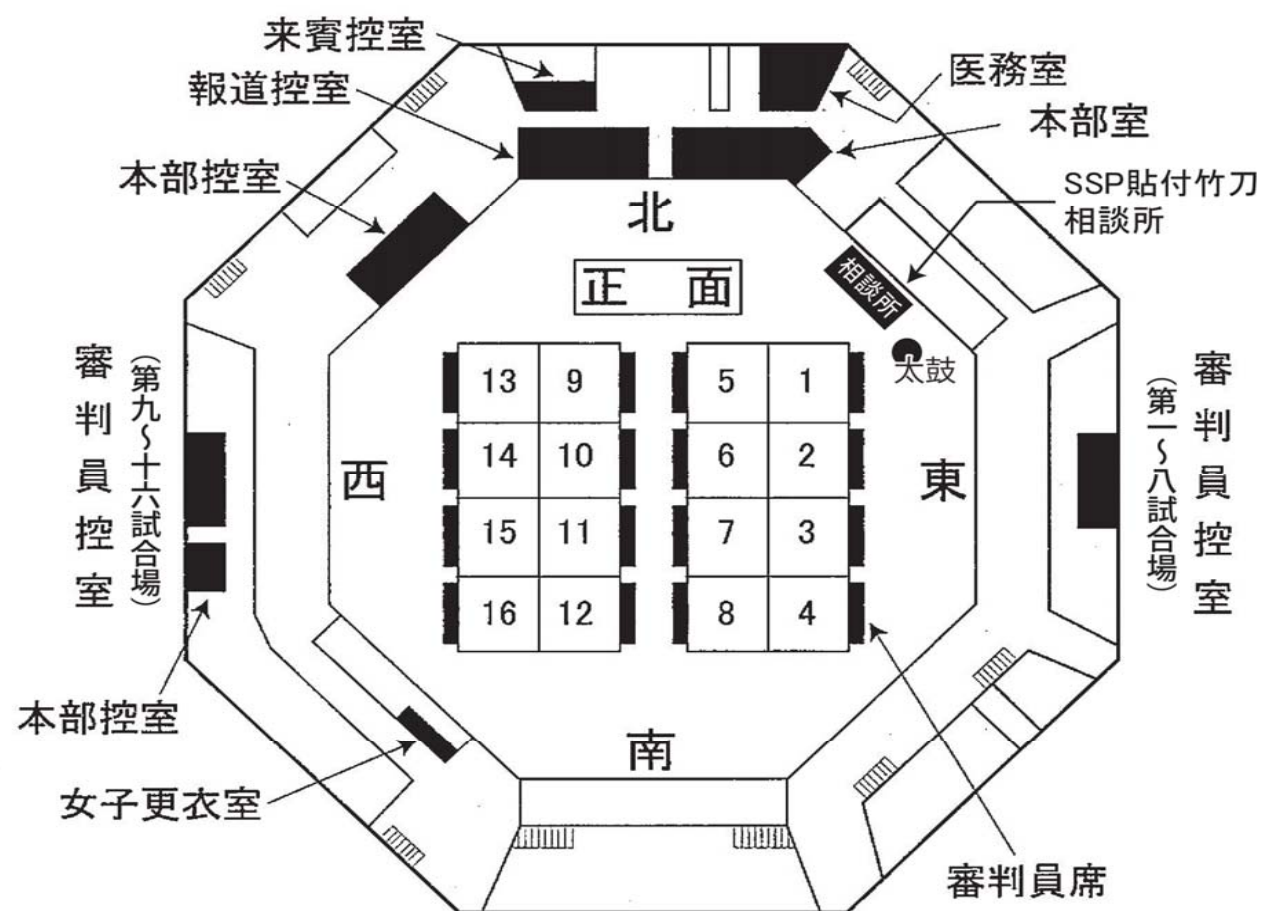 来賓控室
報道控室
本部控室
医務室
本部室
SSP貼付竹刀
相談所
北
正　面
相談所
太鼓
審判員控室
（第九〜十六試合場）
西
13 9 5 1
14 10 6 2
15 11 7 3
16 12 8 4
東
（第一〜八試合場）
審判員控室
本部控室
女子更衣室
南
審判員席